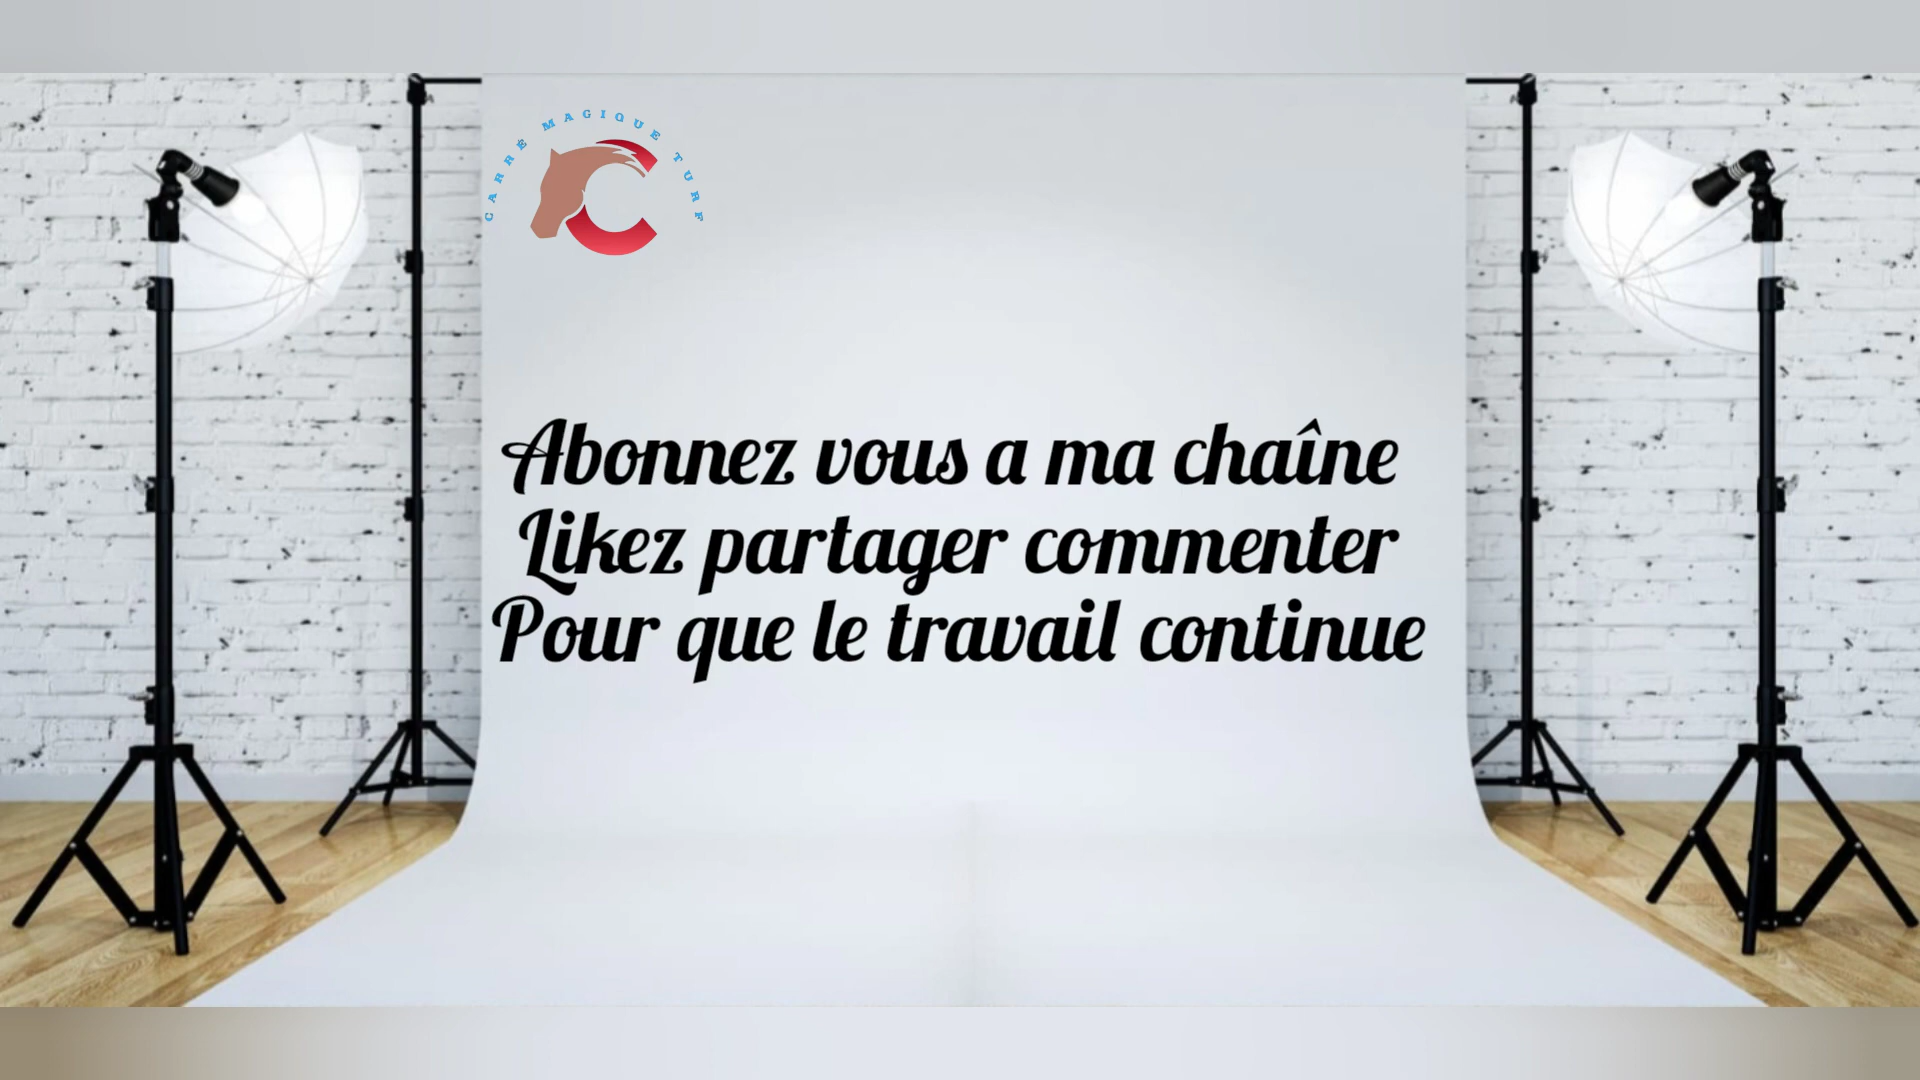 CARRÉ MAGIQUE TURF
Abonnez vous a ma chaîne
Likez partager commenter
Pour que le travail continue